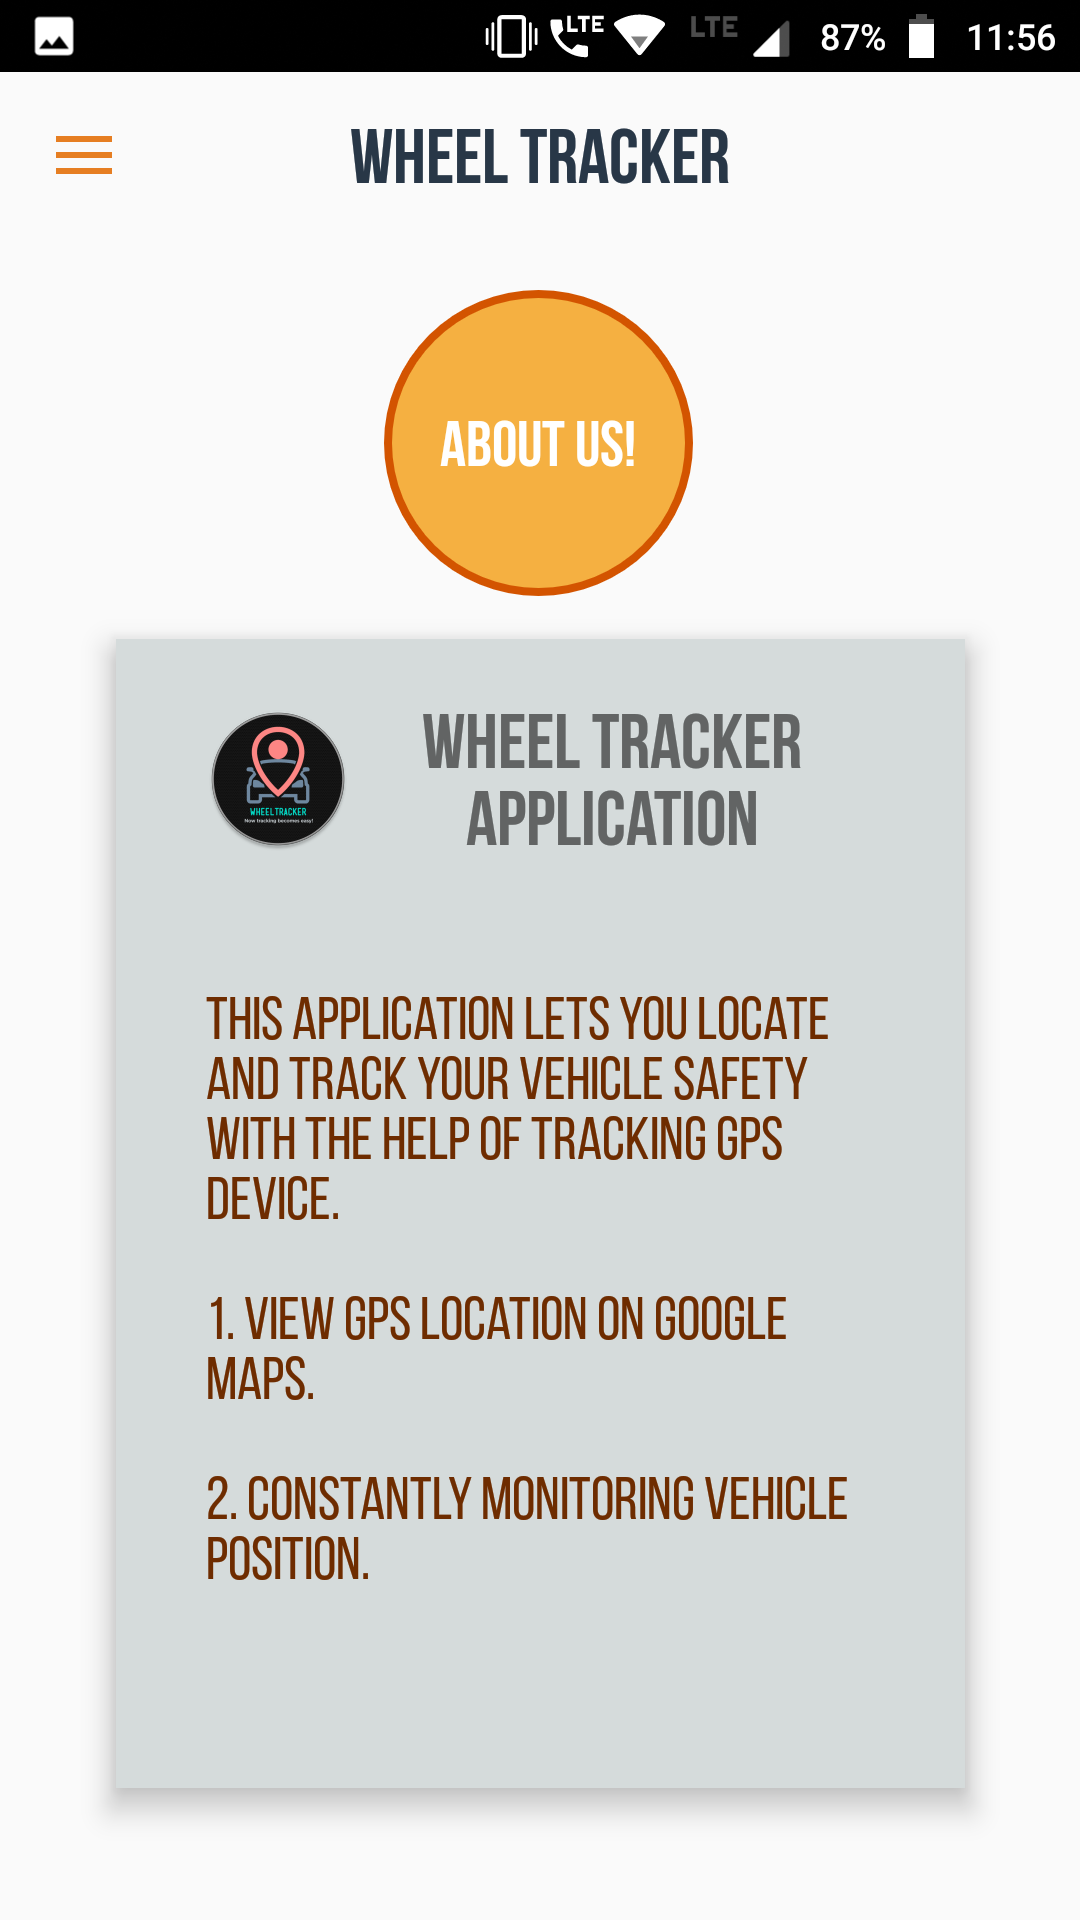 LTE LTE 87% 11:56
WHEEL TRACKER
ABOUT US!
WHEEL TRACKER
APPLICATION
WHEELTRACKER
Now tracking becomes easy!
THIS APPLICATION LETS YOU LOCATE
AND TRACK YOUR VEHICLE SAFETY
WITH THE HELP OF TRACKING GPS
DEVICE.
1. VIEW GPS LOCATION ON GOOGLE
MAPS.
2. CONSTANTLY MONITORING VEHICLE
POSITION.